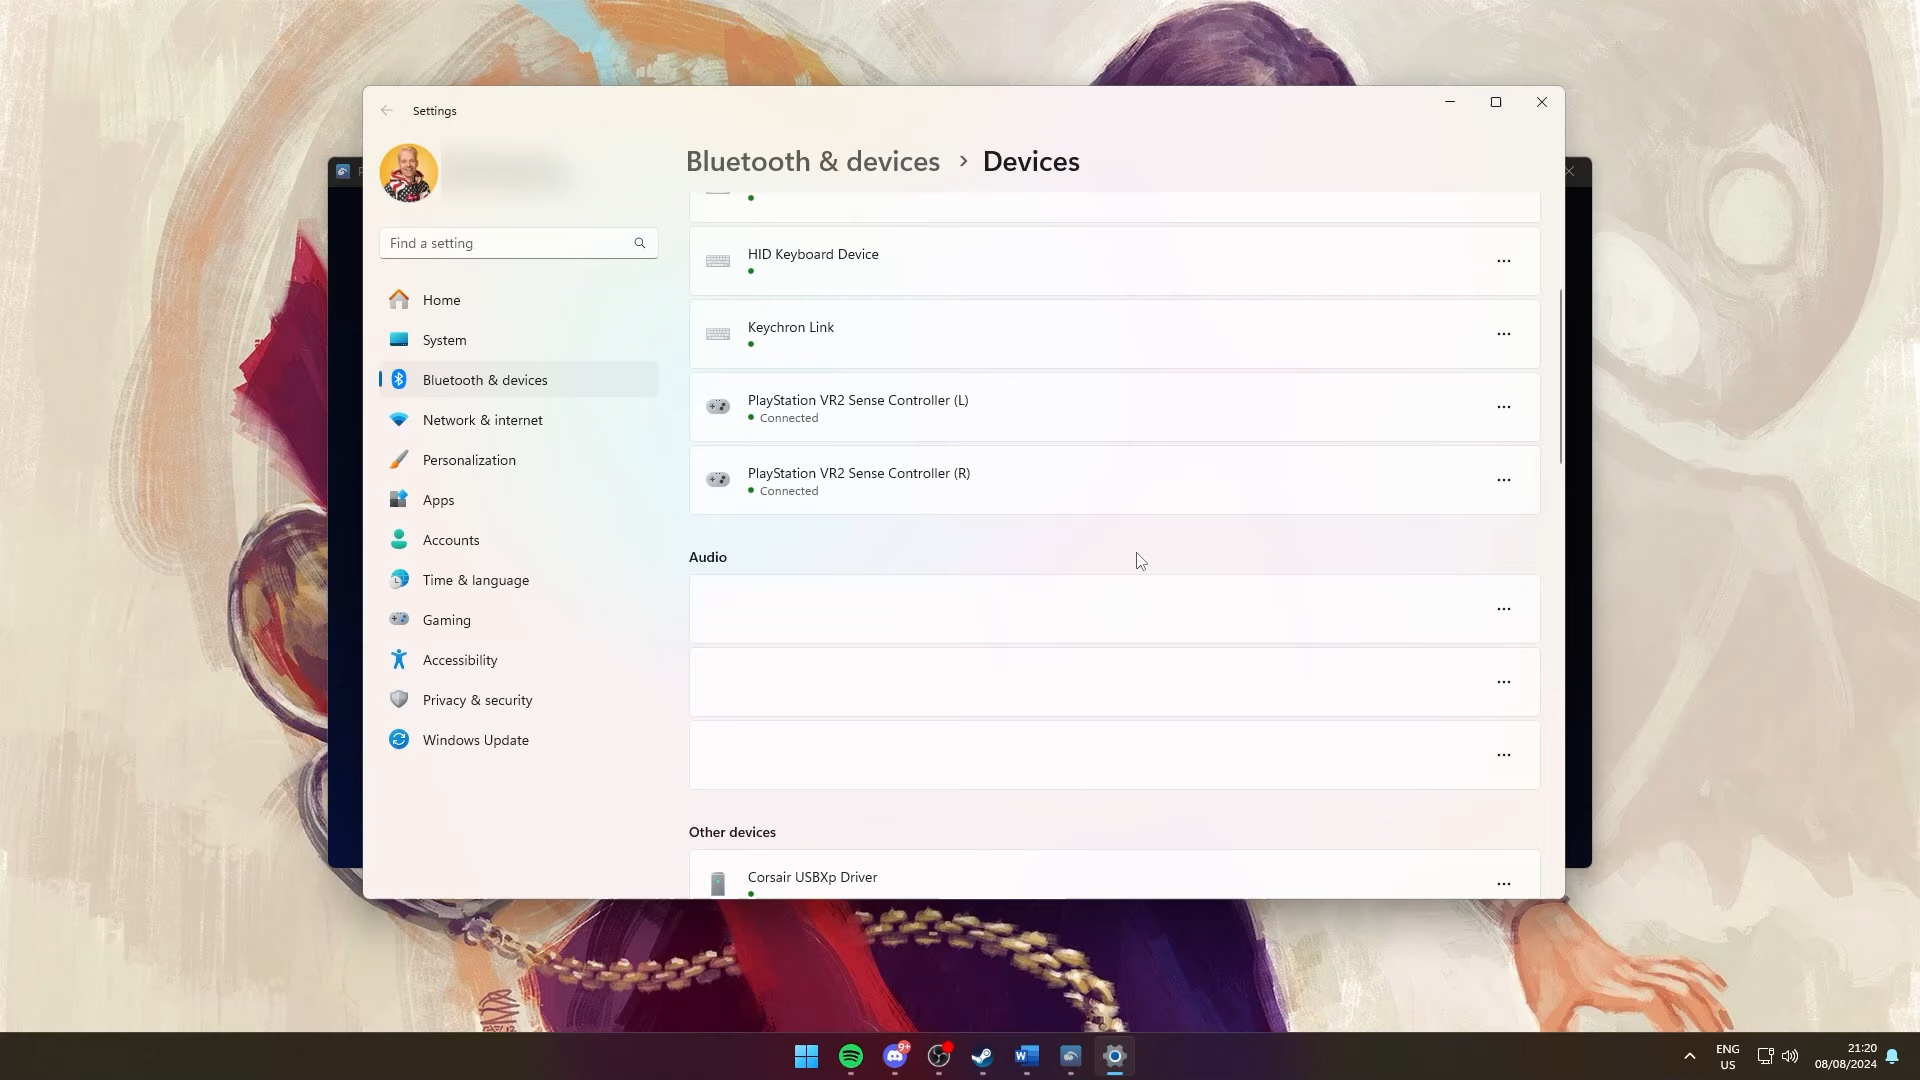 Settings
Bluetooth & devices > Devices
Find a setting
Home
System
Bluetooth & devices
Network & internet
Personalization
Apps
Accounts
Time & language
Gaming
Accessibility
Privacy & security
Windows Update
HID Keyboard Device
Keychron Link
PlayStation VR2 Sense Controller (L)
Connected
PlayStation VR2 Sense Controller (R)
Connected
Audio
Other devices
Corsair USBXp Driver
9+
ENG
US
21:20
08/08/2024